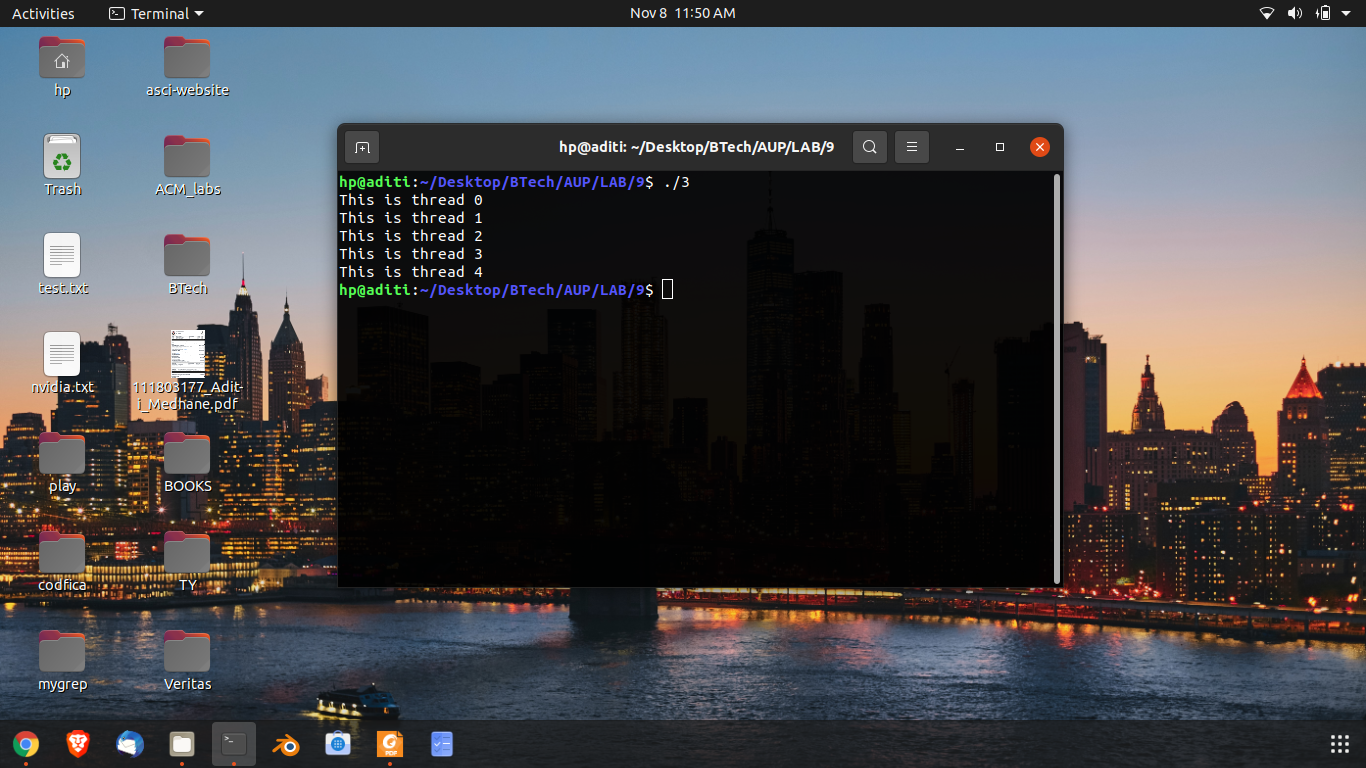 Activities
Terminal
Nov 8 11:50 AM
hp
asci-website
Trash
ACM_labs
test.txt
BTech
nvidia.txt
111803177_Adit-
i_Medhane.pdf
play
BOOKS
codfica
TY
mygrep
Veritas
hp@aditi: ~/Desktop/BTech/AUP/LAB/9
hp@aditi:~/Desktop/BTech/AUP/LAB/9$ ./3
This is thread 0
This is thread 1
This is thread 2
This is thread 3
This is thread 4
hp@aditi:~/Desktop/BTech/AUP/LAB/9$
PDF